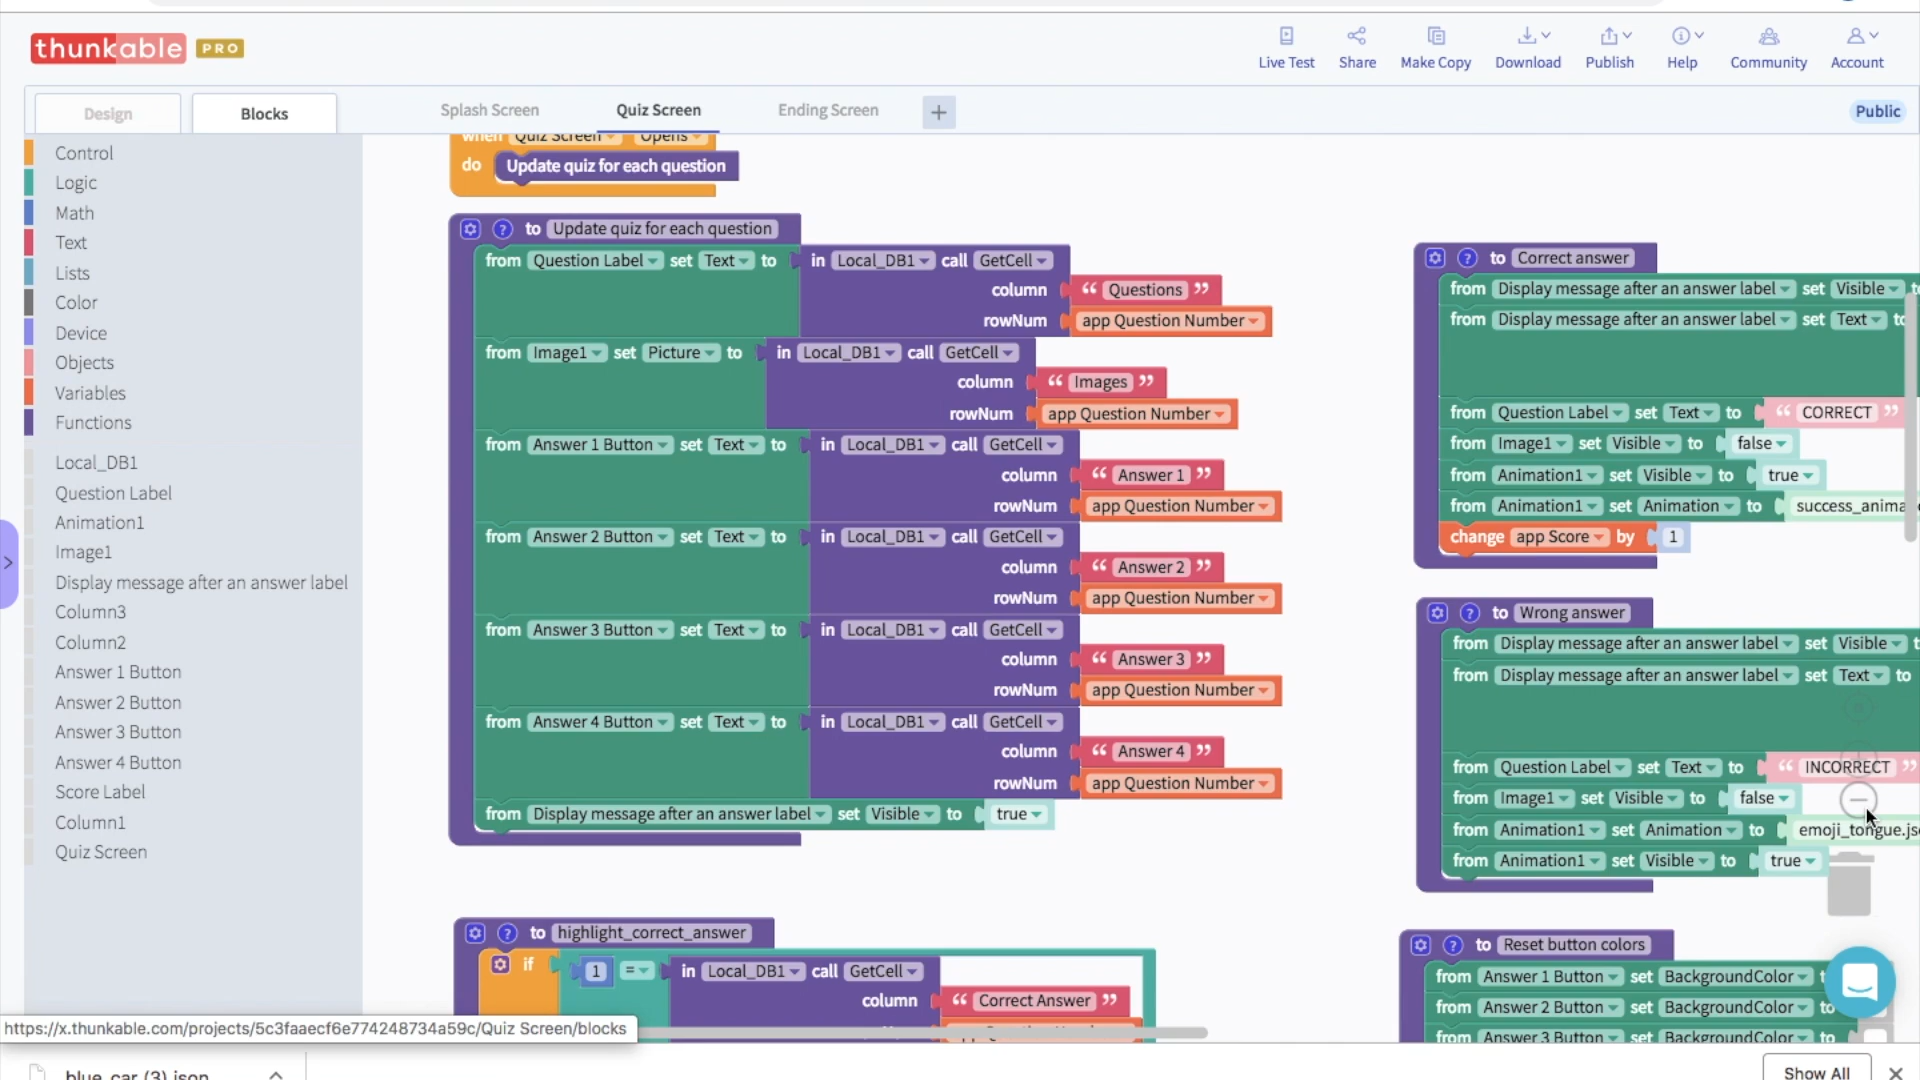 thunkable PRO
Live Test Share Make Copy Download Publish Help Community Account
Design Blocks Splash Screen Quiz Screen Ending Screen + Public
Control
Logic
Math
Text
Lists
Color
Device
Objects
Variables
Functions
Local_DB1
Question Label
Animation1
Image1
Display message after an answer label
Column3
Column2
Answer 1 Button
Answer 2 Button
Answer 3 Button
Answer 4 Button
Score Label
Column1
Quiz Screen
when Quiz Screen Opens
do Update quiz for each question
to Update quiz for each question
from Question Label set Text to in Local_DB1 call GetCell
column “ Questions ”
rowNum app Question Number
from Image1 set Picture to in Local_DB1 call GetCell
column “ Images ”
rowNum app Question Number
from Answer 1 Button set Text to in Local_DB1 call GetCell
column “ Answer 1 ”
rowNum app Question Number
from Answer 2 Button set Text to in Local_DB1 call GetCell
column “ Answer 2 ”
rowNum app Question Number
from Answer 3 Button set Text to in Local_DB1 call GetCell
column “ Answer 3 ”
rowNum app Question Number
from Answer 4 Button set Text to in Local_DB1 call GetCell
column “ Answer 4 ”
rowNum app Question Number
from Display message after an answer label set Visible to true
to highlight_correct_answer
if 1 = in Local_DB1 call GetCell
column “ Correct Answer ”
to Correct answer
from Display message after an answer label set Visible
from Display message after an answer label set Text to
from Question Label set Text to “ CORRECT ”
from Image1 set Visible to false
from Animation1 set Visible to true
from Animation1 set Animation to success_anima
change app Score by 1
to Wrong answer
from Display message after an answer label set Visible
from Display message after an answer label set Text to
from Question Label set Text to “ INCORRECT ”
from Image1 set Visible to false
from Animation1 set Animation to emoji_tongue.js
from Animation1 set Visible to true
to Reset button colors
from Answer 1 Button set BackgroundColor
from Answer 2 Button set BackgroundColor
from Answer 3 Button set BackgroundColor to
https://x.thunkable.com/projects/5c3faaecf6e774248734a59c/Quiz Screen/blocks
blue_car (3).json
Show All